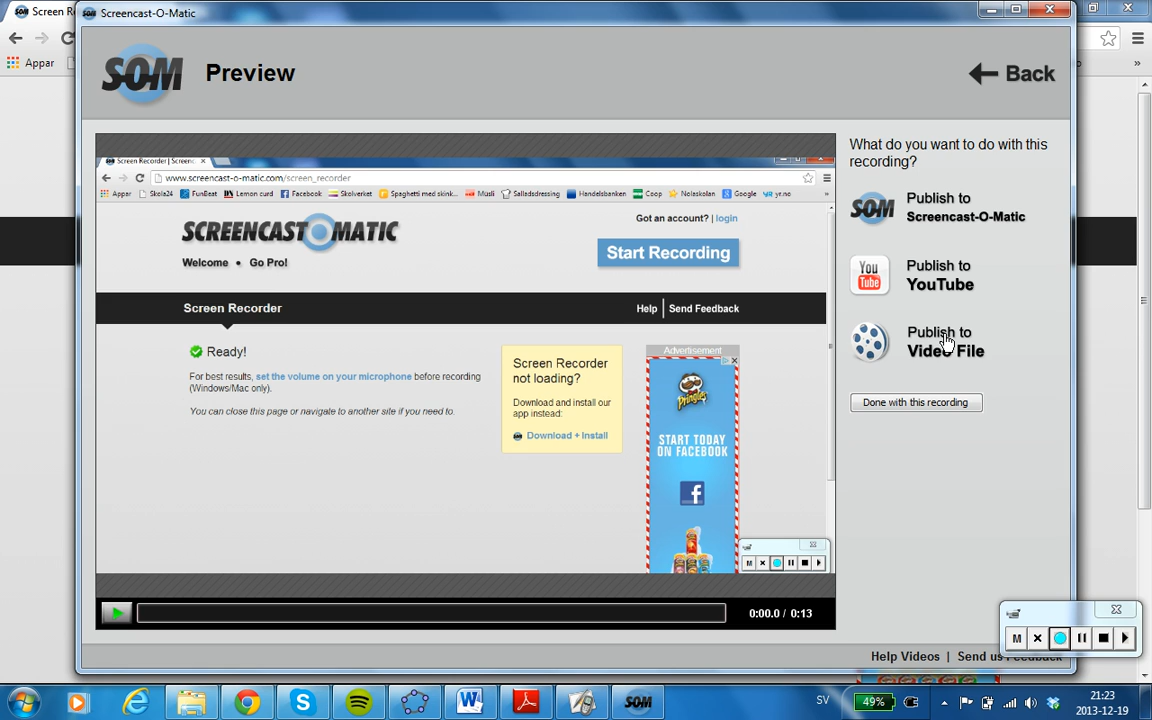 Screen R
Screencast-O-Matic
Appar
SOM
Preview
Back
What do you want to do with this
recording?
SOM
Publish to
Screencast-O-Matic
You
Tube
Publish to
YouTube
Publish to
Video File
Done with this recording
Screen Recorder | Screenc
www.screencast-o-matic.com/screen_recorder
Appar
Skola24
FunBeat
Lemon curd
Facebook
Skolverket
Spaghetti med skink...
Müsli
Salladsdressing
Handelsbanken
Coop
Nolaskolan
Google
yr.no
SCREENCAST MATIC
Got an account? | login
Start Recording
Welcome • Go Pro!
Screen Recorder
Help
Send Feedback
Ready!
For best results, set the volume on your microphone before recording
(Windows/Mac only).
You can close this page or navigate to another site if you need to.
Screen Recorder
not loading?
Download and install our
app instead:
Download + Install
Advertisement
Pringles
START TODAY
ON FACEBOOK
M
0:00.0 / 0:13
M
Help Videos | Send us Feedback
SOM
SV
49%
21:23
2013-12-19